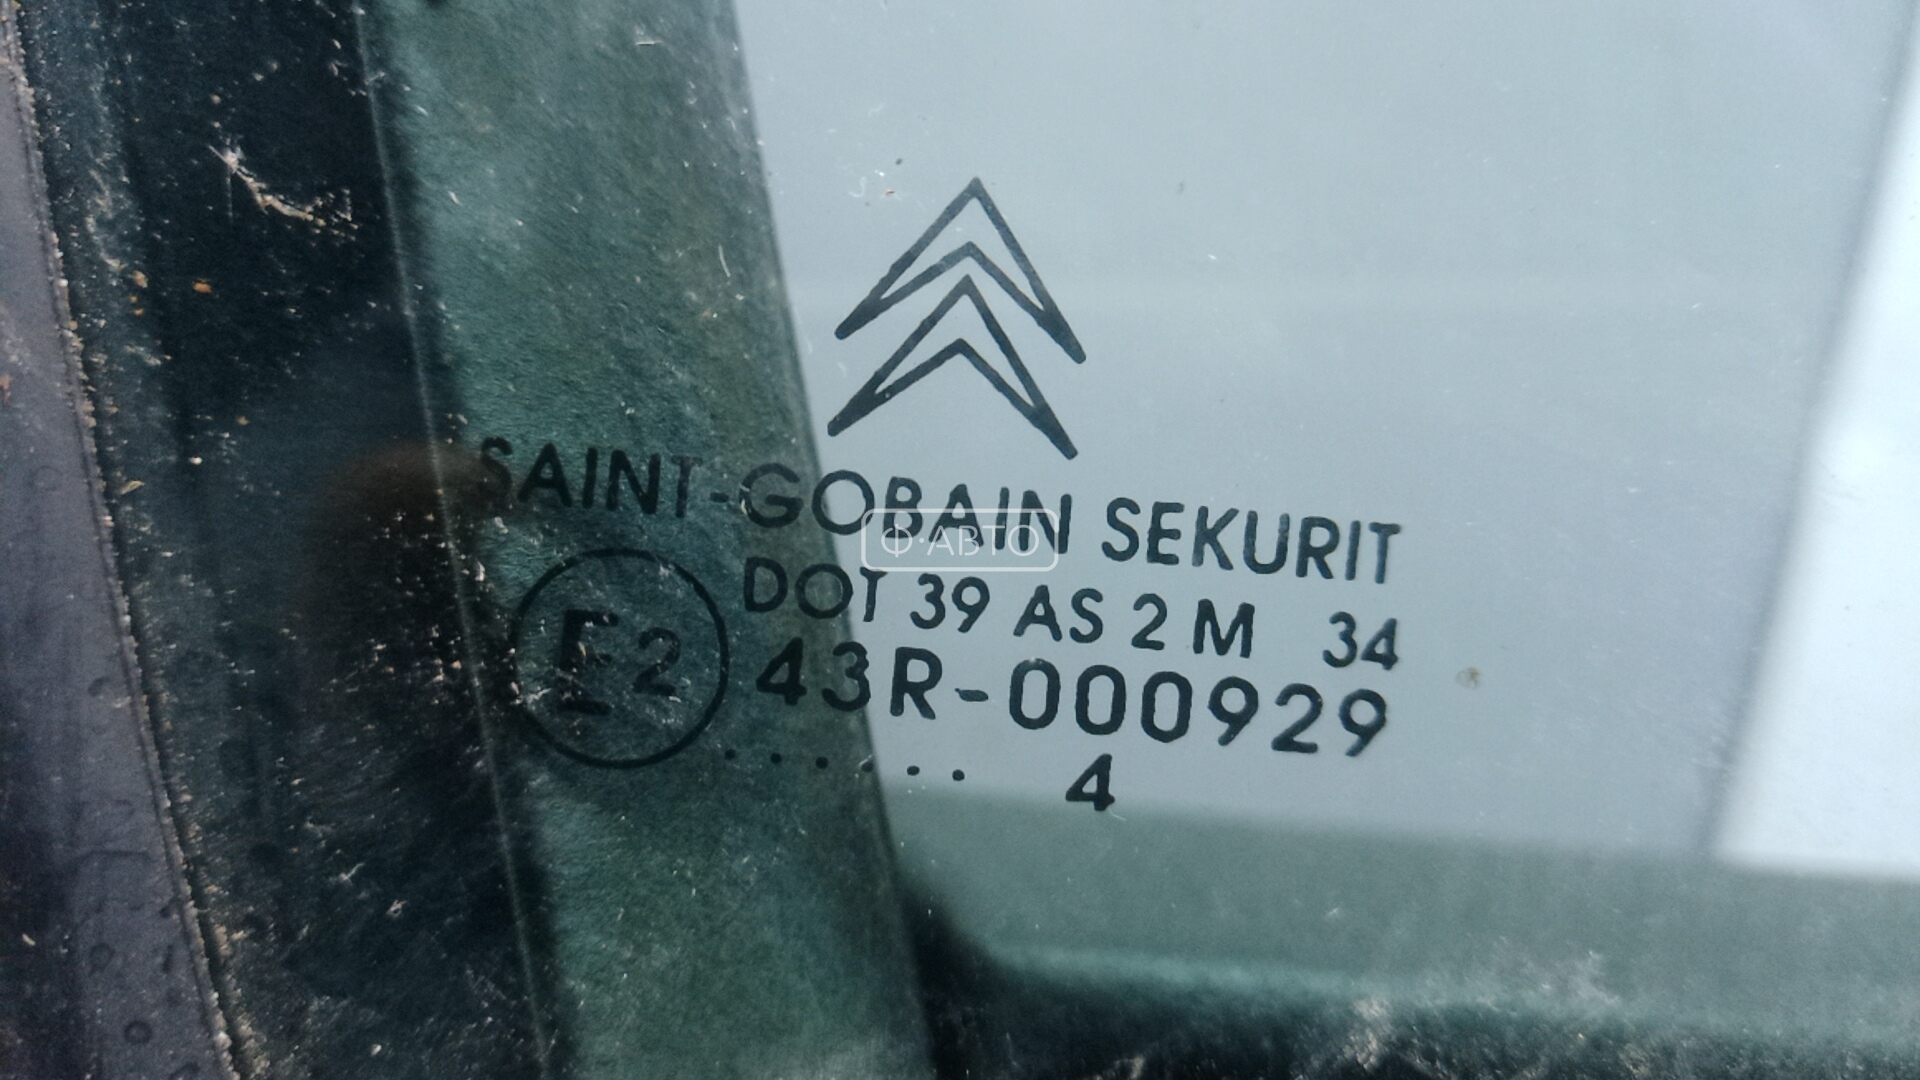 SAINT-GOBAIN SEKURIT
Ф·АВТО
DOT 39 AS 2 M 34
E2 43R-000929
...... 4